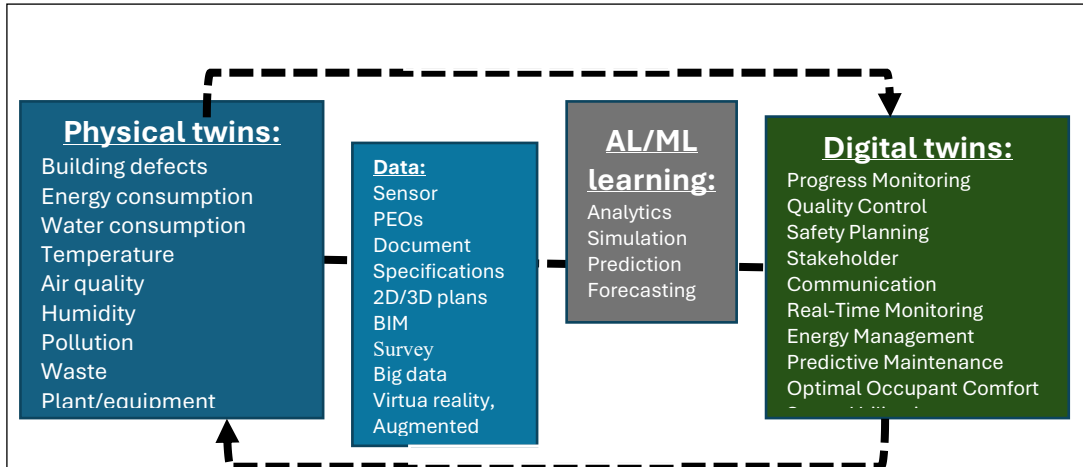 Physical twins:
Building defects
Energy consumption
Water consumption
Temperature
Air quality
Humidity
Pollution
Waste
Plant/equipment
Data:
Sensor
PEOs
Document
Specifications
2D/3D plans
BIM
Survey
Big data
Virtua reality,
Augmented
AL/ML
learning:
Analytics
Simulation
Prediction
Forecasting
Digital twins:
Progress Monitoring
Quality Control
Safety Planning
Stakeholder
Communication
Real-Time Monitoring
Energy Management
Predictive Maintenance
Optimal Occupant Comfort